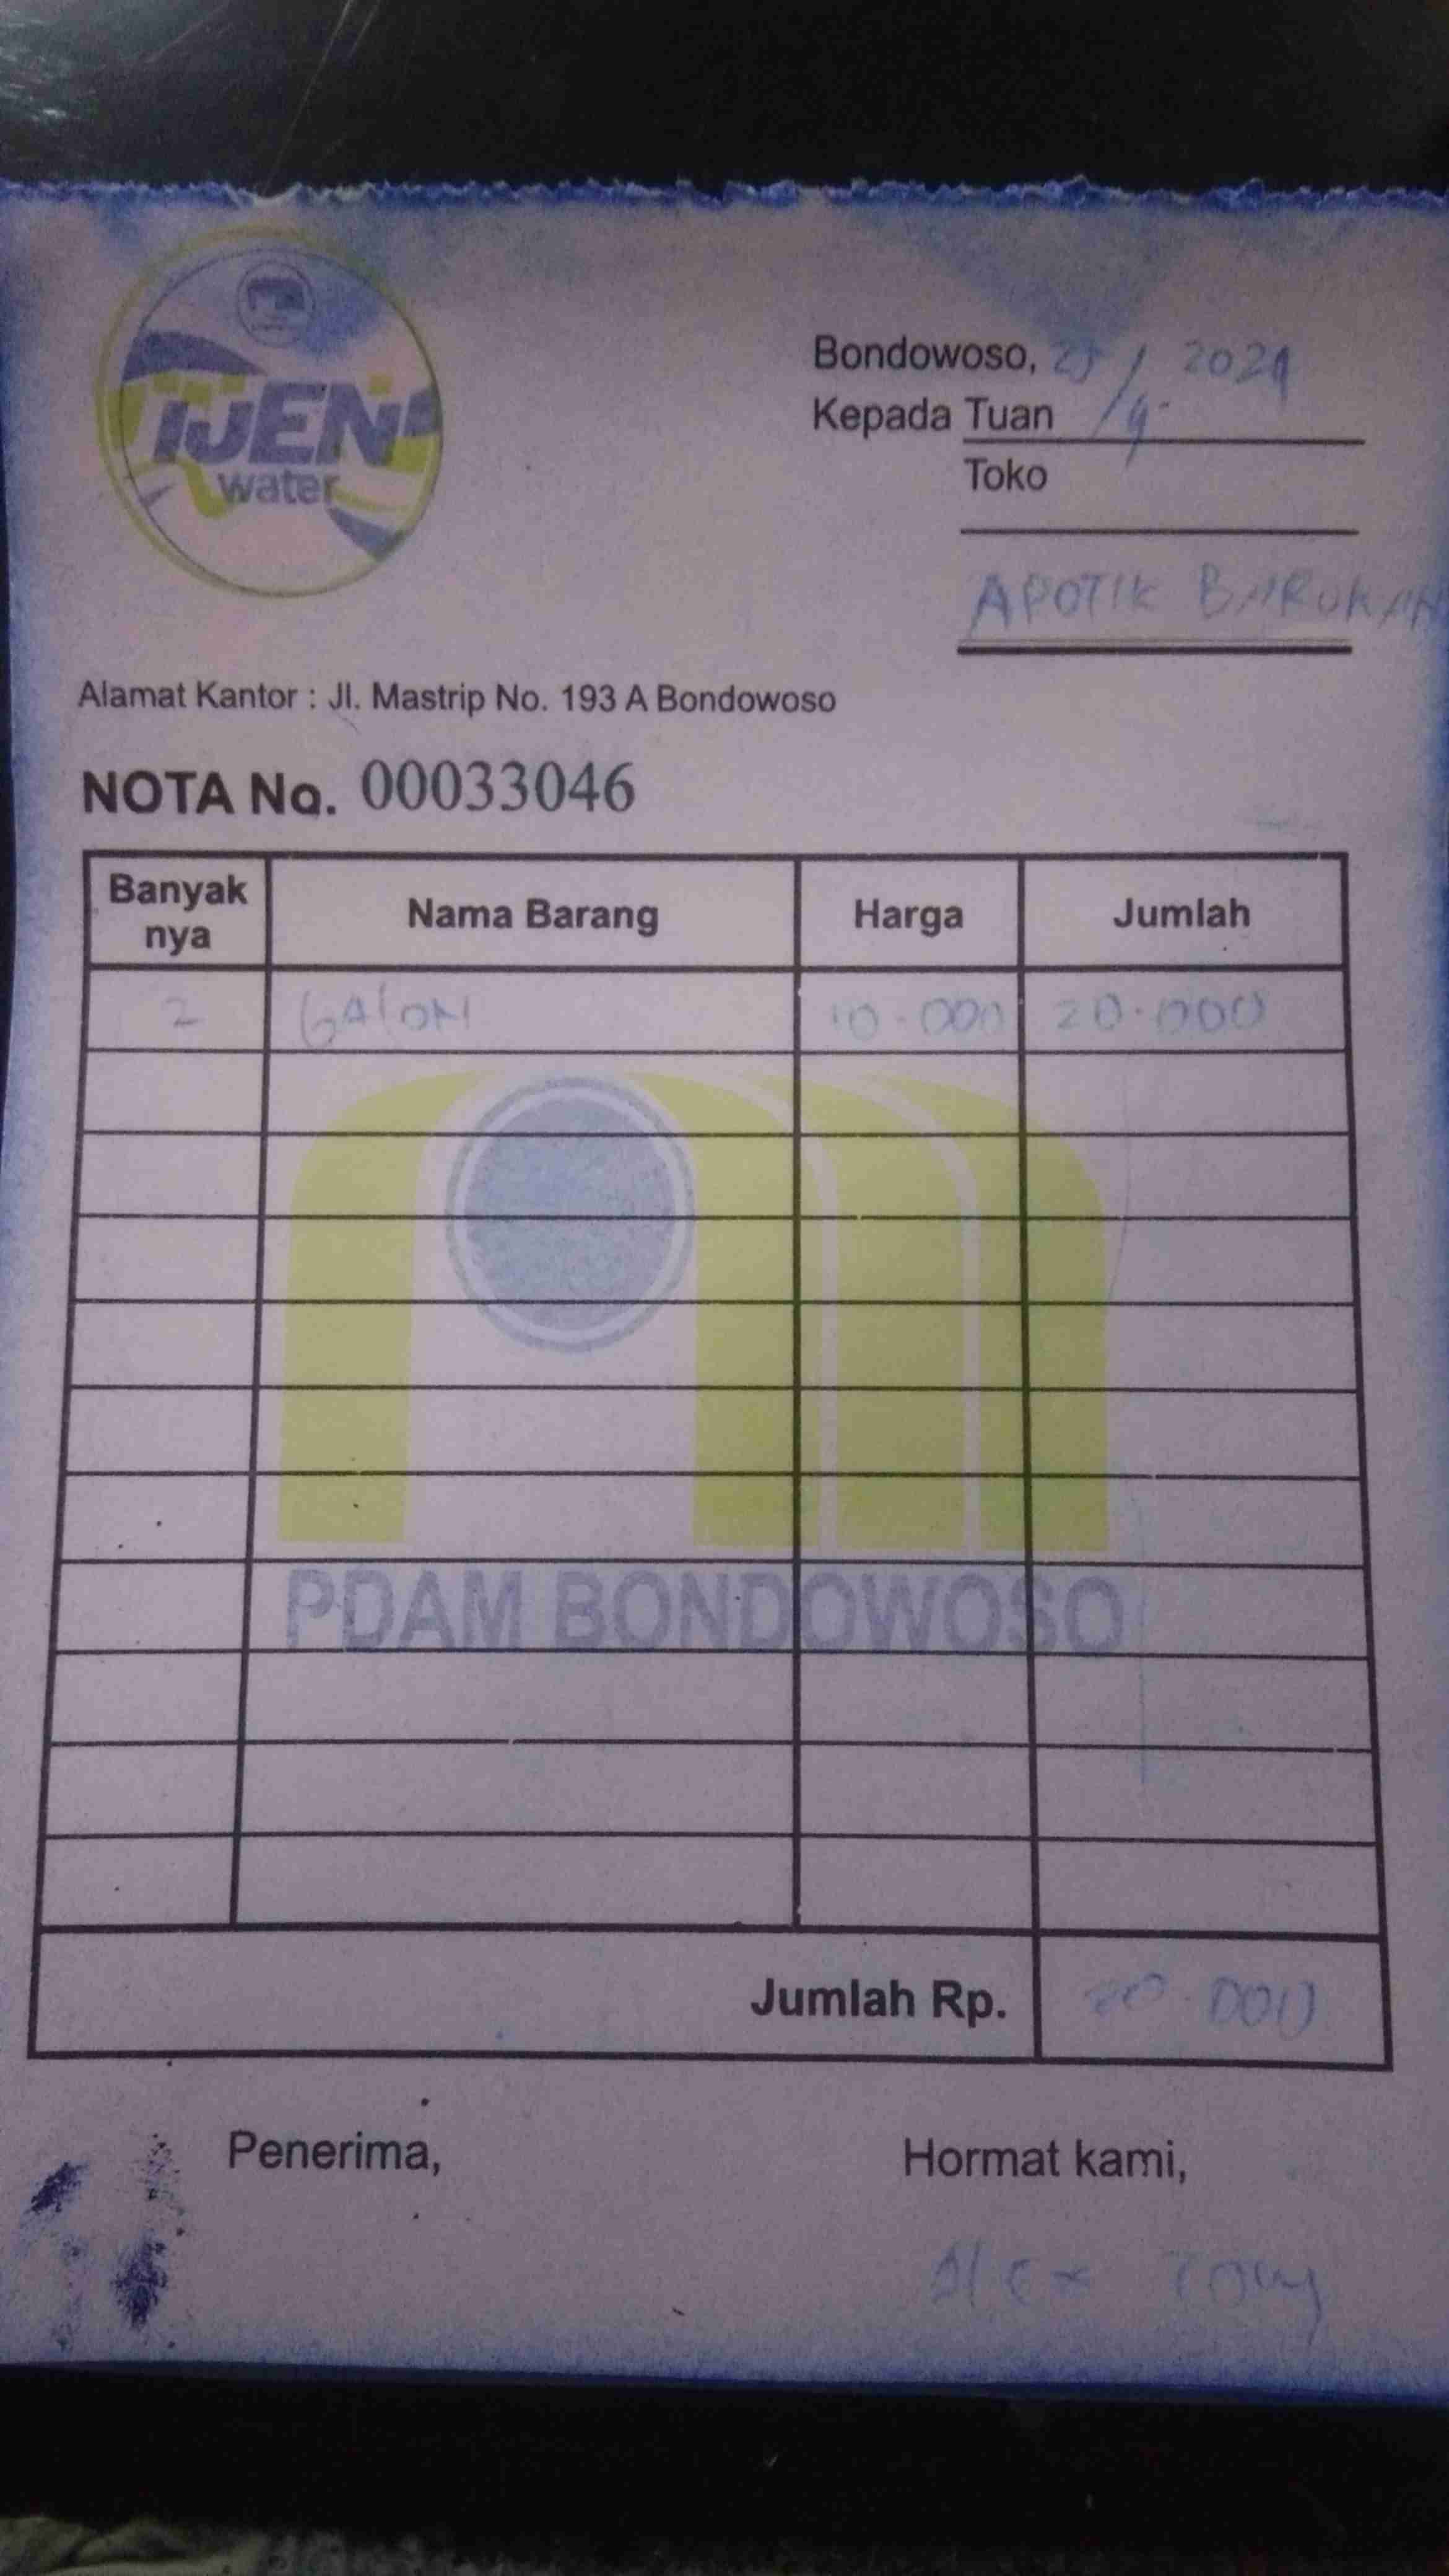 IJEN
water
Bondowoso, 25/9-2021
Kepada Tuan
Toko
APOTIK BAROKAH
Alamat Kantor : Jl. Mastrip No. 193 A Bondowoso
NOTA No. 00033046
Banyak nya Nama Barang Harga Jumlah
2 GAlON 10.000 20.000
PDAM BONDOWOSO
Jumlah Rp. 20.000
Penerima, Hormat kami,
Alex